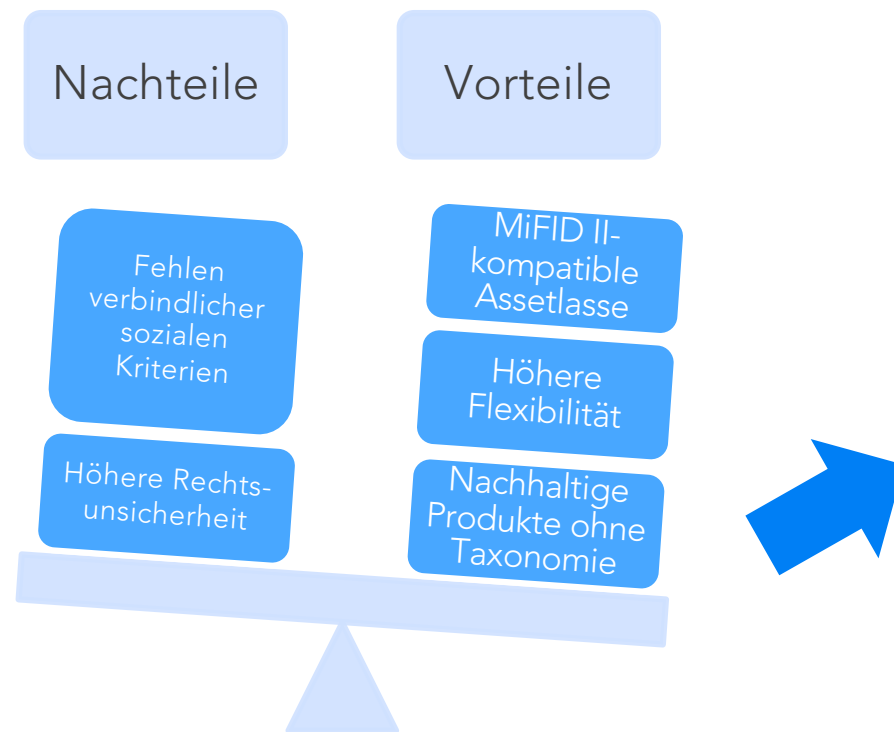 Nachteile
Vorteile
Fehlen
verbindlicher
sozialen
Kriterien
Höhere Rechts-
unsicherheit
MiFID II-
kompatible
Assetlasse
Höhere
Flexibilität
Nachhaltige
Produkte ohne
Taxonomie